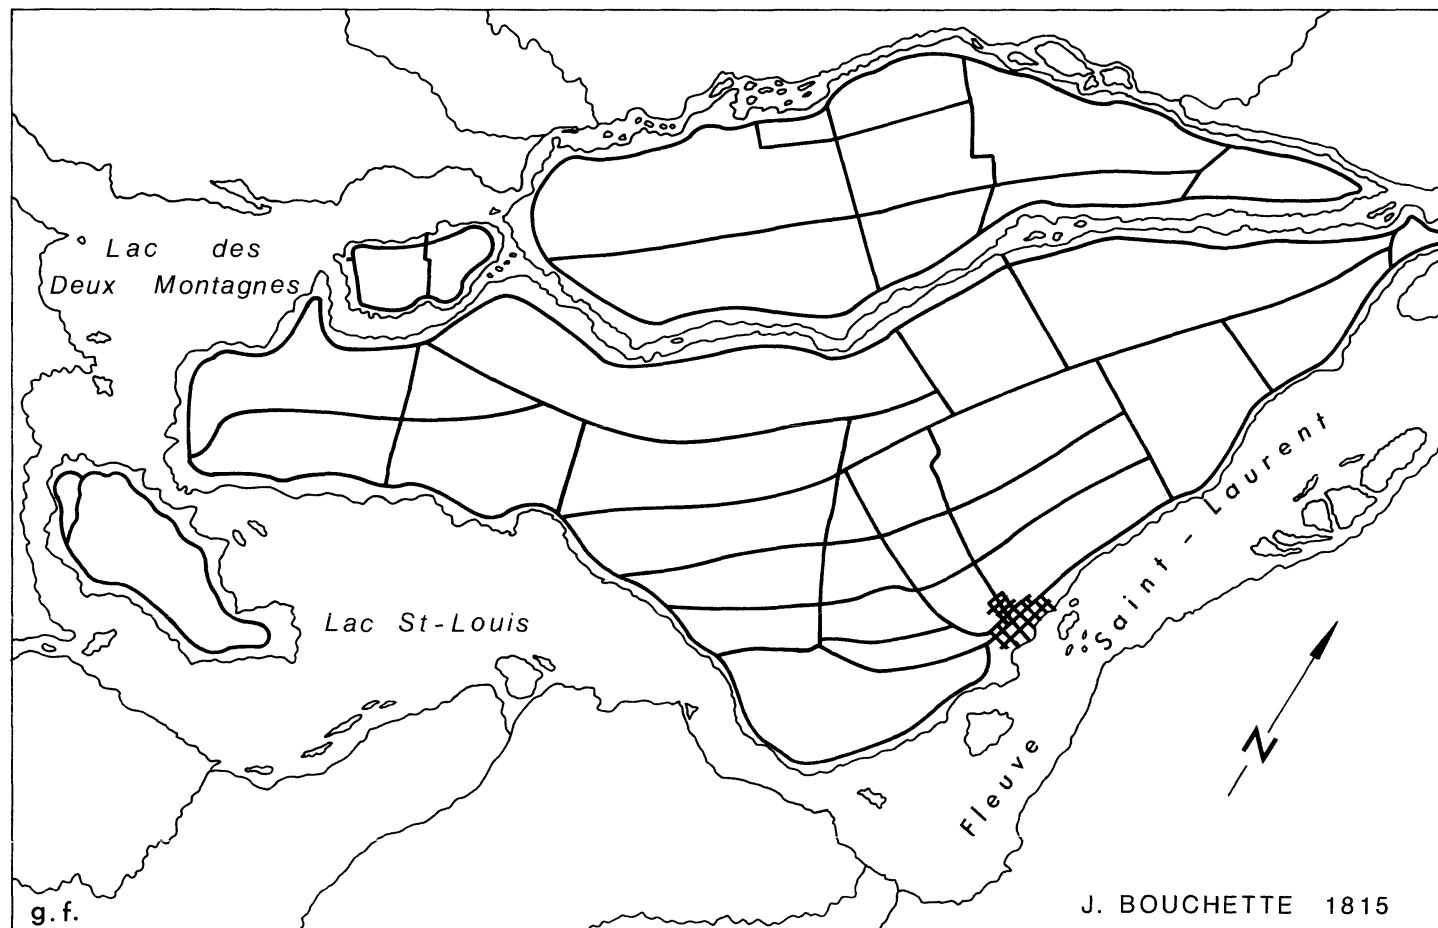 Lac des
Deux Montagnes
Lac St-Louis
Fleuve Saint-Laurent
N
g.f.
J. BOUCHETTE 1815